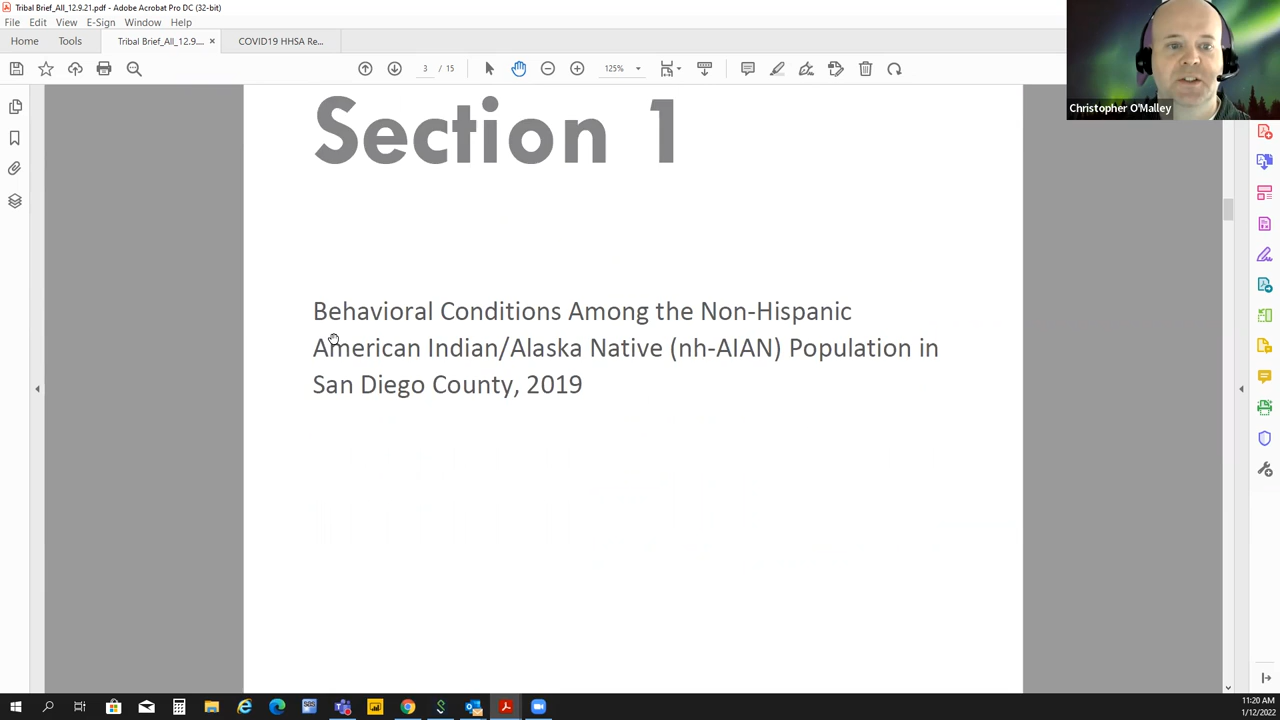 Tribal Brief_All_12.9.21.pdf - Adobe Acrobat Pro DC (32-bit)
File Edit View E-Sign Window Help
Home Tools Tribal Brief_All_12.9.... × COVID19 HHSA Re...
3 / 15 125%
Christopher O'Malley
Section 1
Behavioral Conditions Among the Non-Hispanic
American Indian/Alaska Native (nh-AIAN) Population in
San Diego County, 2019
11:20 AM
1/12/2022